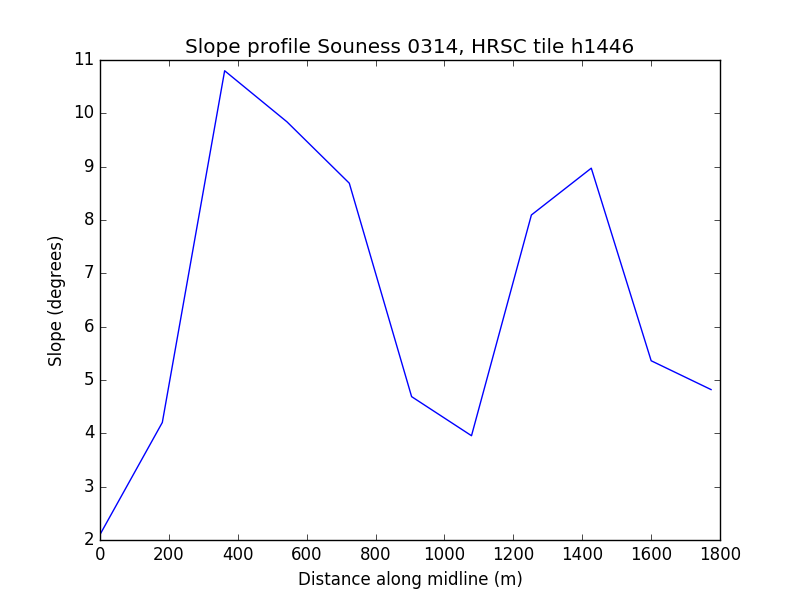 Slope profile Souness 0314, HRSC tile h1446
11
10
9
8
7
6
5
4
3
2
Slope (degrees)
0 200 400 600 800 1000 1200 1400 1600 1800
Distance along midline (m)